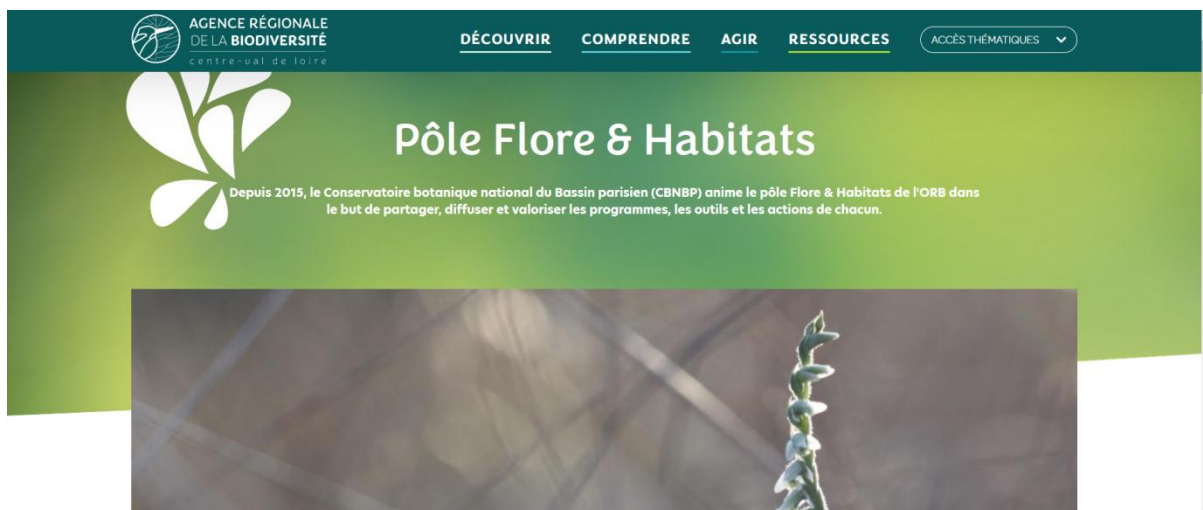 AGENCE RÉGIONALE
DE LA BIODIVERSITÉ
centre-val de loire
DÉCOUVRIR COMPRENDRE AGIR RESSOURCES ACCÈS THÉMATIQUES
Pôle Flore & Habitats
Depuis 2015, le Conservatoire botanique national du Bassin parisien (CBNBP) anime le pôle Flore & Habitats de l'ORB dans
le but de partager, diffuser et valoriser les programmes, les outils et les actions de chacun.